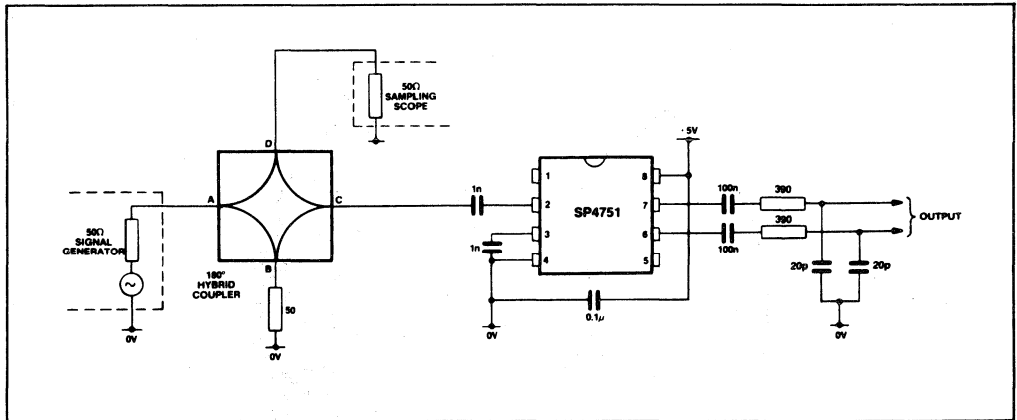 D
50Ω
SAMPLING
SCOPE
A
C
50Ω
SIGNAL
GENERATOR
0V
180°
HYBRID
COUPLER
B
50
0V
1n
1n
1
2
3
4
SP4751
8
7
6
5
5V
0.1μ
0V
100n
390
390
100n
OUTPUT
20p
20p
0V